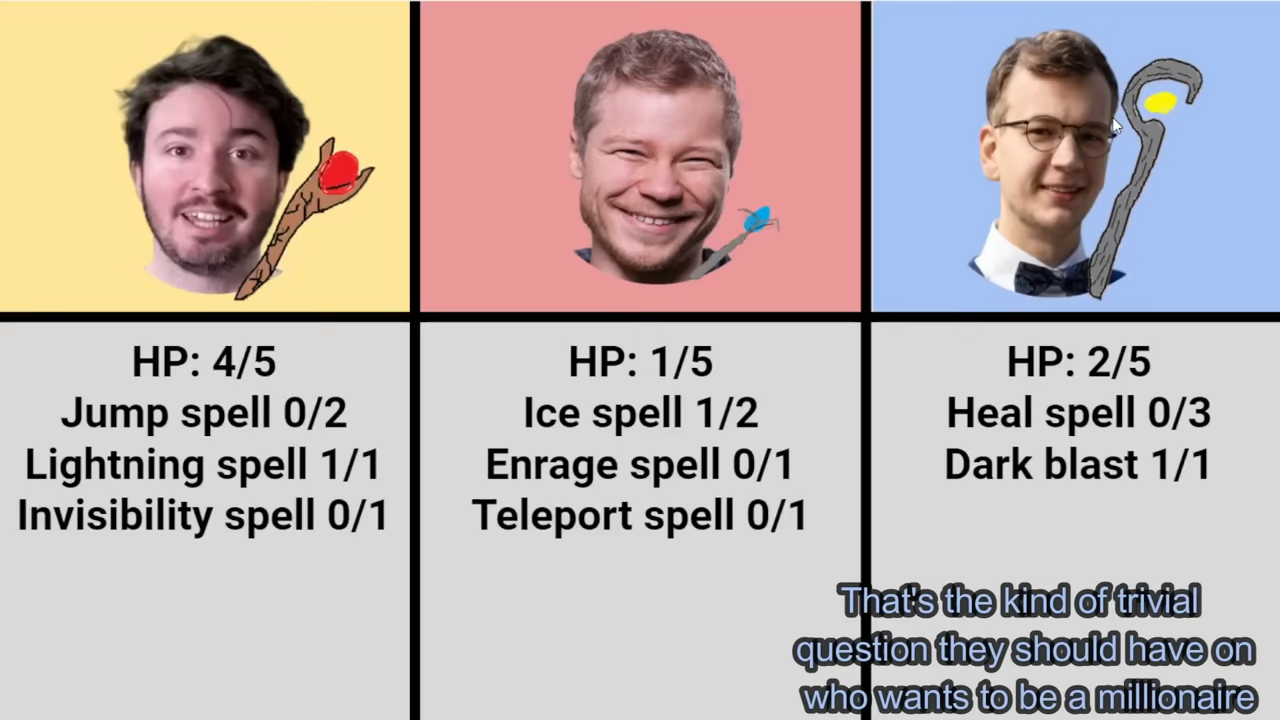 HP: 4/5
Jump spell 0/2
Lightning spell 1/1
Invisibility spell 0/1
HP: 1/5
Ice spell 1/2
Enrage spell 0/1
Teleport spell 0/1
HP: 2/5
Heal spell 0/3
Dark blast 1/1
That's the kind of trivial
question they should have on
who wants to be a millionaire